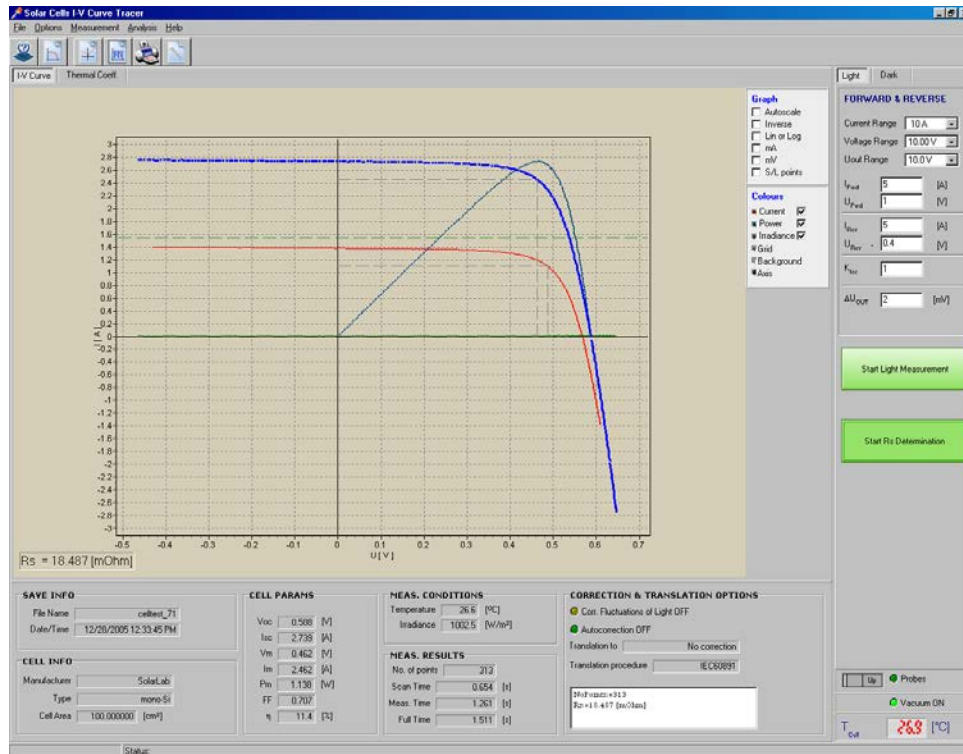 Solar Cells I-V Curve Tracer
File Options Measurement Analysis Help
I-V Curve Thermal Coeff.
Light Dark
Graph
Autoscale
Inverse
Lin or Log
mA
mV
S/L points
Colours
Current
Power
Irradiance
Grid
Background
Axis
FORWARD & REVERSE
Current Range 10 A
Voltage Range 10.00 V
Uout Range 10.0 V
I Fwd 5 [A]
U Fwd 1 [V]
I Rev 5 [A]
U Rev - 0.4 [V]
1
ΔU OUT 2 [mV]
Start Light Measurement
Start Rs Determination
3
2.8
2.6
2.4
2.2
2
1.8
1.6
1.4
1.2
1
0.8
0.6
0.4
0.2
0
-0.2
-0.4
-0.6
-0.8
-1
-1.2
-1.4
-1.6
-1.8
-2
-2.2
-2.4
-2.6
-2.8
-3
I [A]
-0.5 -0.4 -0.3 -0.2 -0.1 0 0.1 0.2 0.3 0.4 0.5 0.6 0.7
U [V]
Rs = 18.487 [mOhm]
SAVE INFO
File Name celltest_71
Date/Time 12/28/2005 12:33:45 PM
CELL INFO
Manufacturer SolarLab
Type mono-Si
Cell Area 100.000000 [cm²]
CELL PARAMS
Voc 0.588 [V]
Isc 2.739 [A]
Vm 0.462 [V]
Im 2.462 [A]
Pm 1.138 [W]
FF 0.707
η 11.4 [%]
MEAS. CONDITIONS
Temperature 26.6 [ºC]
Irradiance 1002.5 [W/m²]
MEAS. RESULTS
No. of points 313
Scan Time 0.654 [s]
Meas. Time 1.261 [s]
Full Time 1.511 [s]
CORRECTION & TRANSLATION OPTIONS
Corr. Fluctuations of Light OFF
Autocorrection OFF
Translation to No correction
Translation procedure IEC60891
NoPoints=313
Rs=18.487 [mOhm]
Up Probes
Vacuum ON
T 26.9 [°C]
Status: